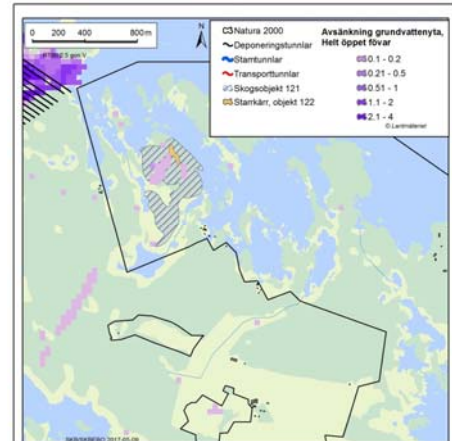 0 200 400 800 m
N
Natura 2000
Deponeringstunnlar
Stamtunnlar
Transporttunnlar
Skogsobjekt 121
Starrkärr, objekt 122
Avsänkning grundvattenyta,
Helt öppet förvar
0.1 - 0.2
0.21 - 0.5
0.51 - 1
1.1 - 2
2.1 - 4
© Lantmäteriet